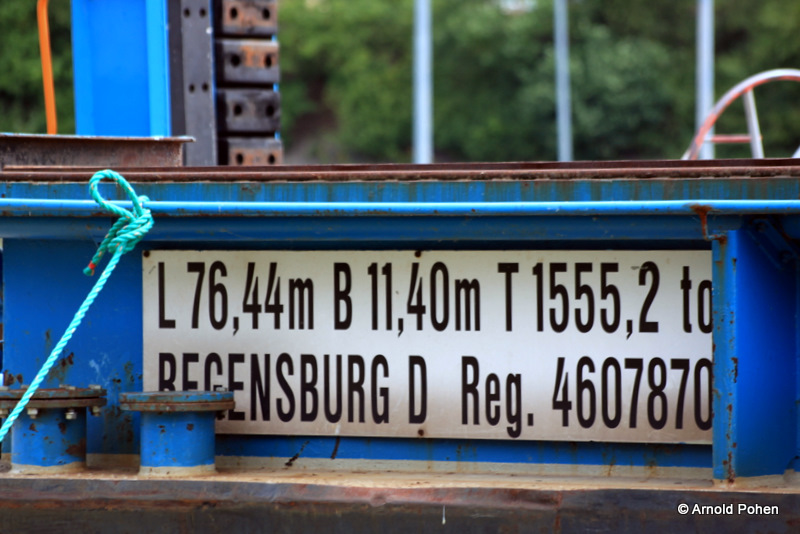 L 76,44m B 11,40m T 1555,2 to
REGENSBURG D Reg. 4607870
© Arnold Pohen